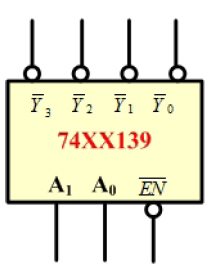 Y̅₃ Y̅₂ Y̅₁ Y̅₀
74XX139
A₁ A₀ E̅N̅